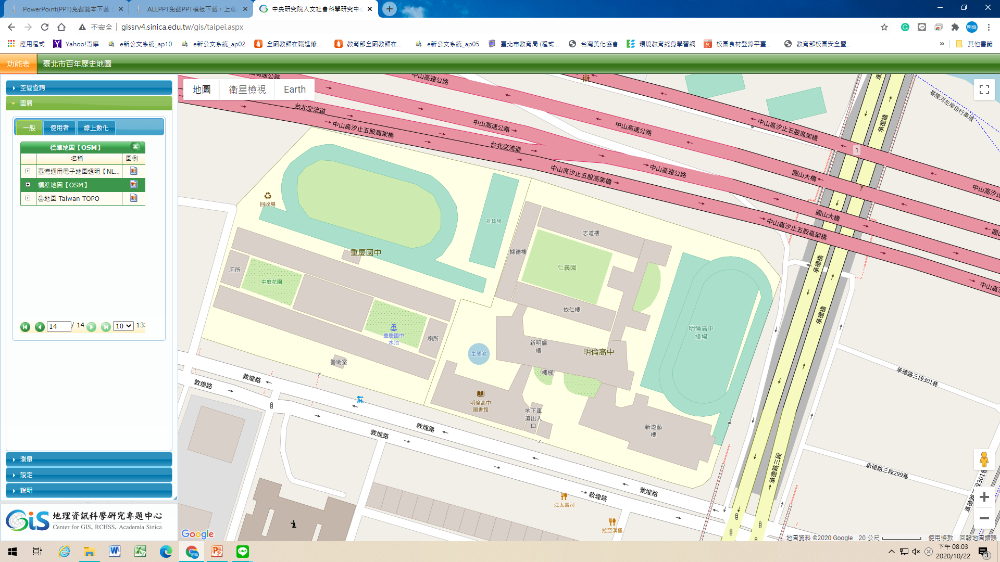 PowerPoint(PPT)免費範本下載
ALLPPT免費PPT模板下載，上萬
中央研究院人文社會科學研究中
不安全
gissrv4.sinica.edu.tw/gis/taipei.aspx
明倫
應用程式
Yahoo!奇摩
e新公文系統_ap10
e新公文系統_ap02
全國教師在職進修...
教育部全國教師在...
e新公文系統_ap05
臺北市教育局 (程式...
台灣美化協會
環境教育終身學習網
校園食材登錄平臺...
教育部校園安全暨...
»
其他書籤
功能表
臺北市百年歷史地圖
空間查詢
圖層
一般
使用者
線上數化
標準地圖【OSM】
名稱
圖例
臺灣通用電子地圖透明【NL...
標準地圖【OSM】
魯地圖 Taiwan TOPO
14
/ 14
10
測量
設定
說明
GiS
地理資訊科學研究專題中心
Center for GIS, RCHSS, Academia Sinica
地圖
衛星檢視
Earth
中山高速公路
中山高速公路
台北交流道
中山高汐止五股高架橋
中山高速公路
台北交流道
中山高速公路
中山高汐止五股高架橋
中山高速公路
中山高汐止五股高架橋
圓山大橋
圓山大橋
中山高汐止五股高架橋
承德橋
承德橋
承德橋
1
基隆河左岸自行車道
回收場
排球場
重慶國中
廁所
中庭花園
重慶國中
水池
廁所
警衛室
志道樓
據德樓
仁義園
依仁樓
新明倫
樓
明倫高中
明倫高中
操場
生態池
樓梯
明倫高中
圖書館
地下車
道出入
口
新遊藝
樓
敦煌路
敦煌路
敦煌路
敦煌路
敦煌路
敦煌路
承德路三段
承德路三段301巷
承德路三段299巷
江太壽司
拉亞漢堡
Google
地圖資料 ©2020 Google
20 公尺
使用條款
回報地圖錯誤
下午 08:03
2020/10/22
3